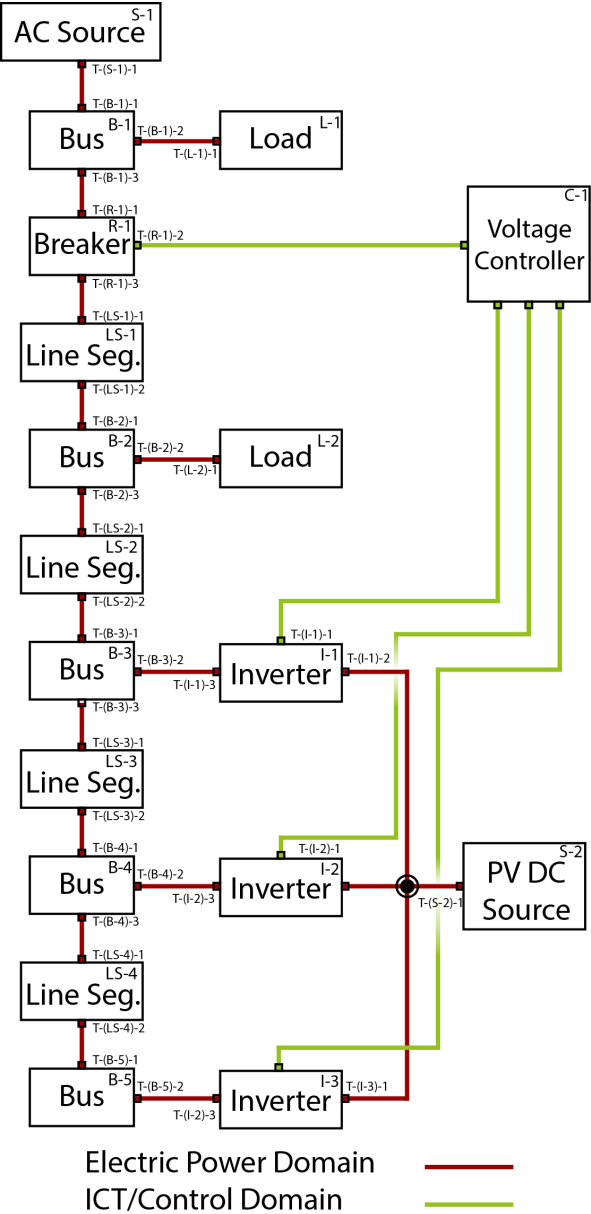 S-1
AC Source
T-(S-1)-1
T-(B-1)-1
B-1
Bus
T-(B-1)-2
T-(L-1)-1
L-1
Load
T-(B-1)-3
T-(R-1)-1
R-1
Breaker
T-(R-1)-2
C-1
Voltage
Controller
T-(R-1)-3
T-(LS-1)-1
LS-1
Line Seg.
T-(LS-1)-2
T-(B-2)-1
B-2
Bus
T-(B-2)-2
T-(L-2)-1
L-2
Load
T-(B-2)-3
T-(LS-2)-1
LS-2
Line Seg.
T-(LS-2)-2
T-(B-3)-1
B-3
Bus
T-(B-3)-2
T-(I-1)-3
T-(I-1)-1
I-1
Inverter
T-(I-1)-2
T-(B-3)-3
T-(LS-3)-1
LS-3
Line Seg.
T-(LS-3)-2
T-(B-4)-1
B-4
Bus
T-(B-4)-2
T-(I-2)-3
T-(I-2)-1
I-2
Inverter
T-(S-2)-1
S-2
PV DC
Source
T-(B-4)-3
T-(LS-4)-1
LS-4
Line Seg.
T-(LS-4)-2
T-(B-5)-1
B-5
Bus
T-(B-5)-2
T-(I-2)-3
I-3
Inverter
T-(I-3)-1
Electric Power Domain
ICT/Control Domain